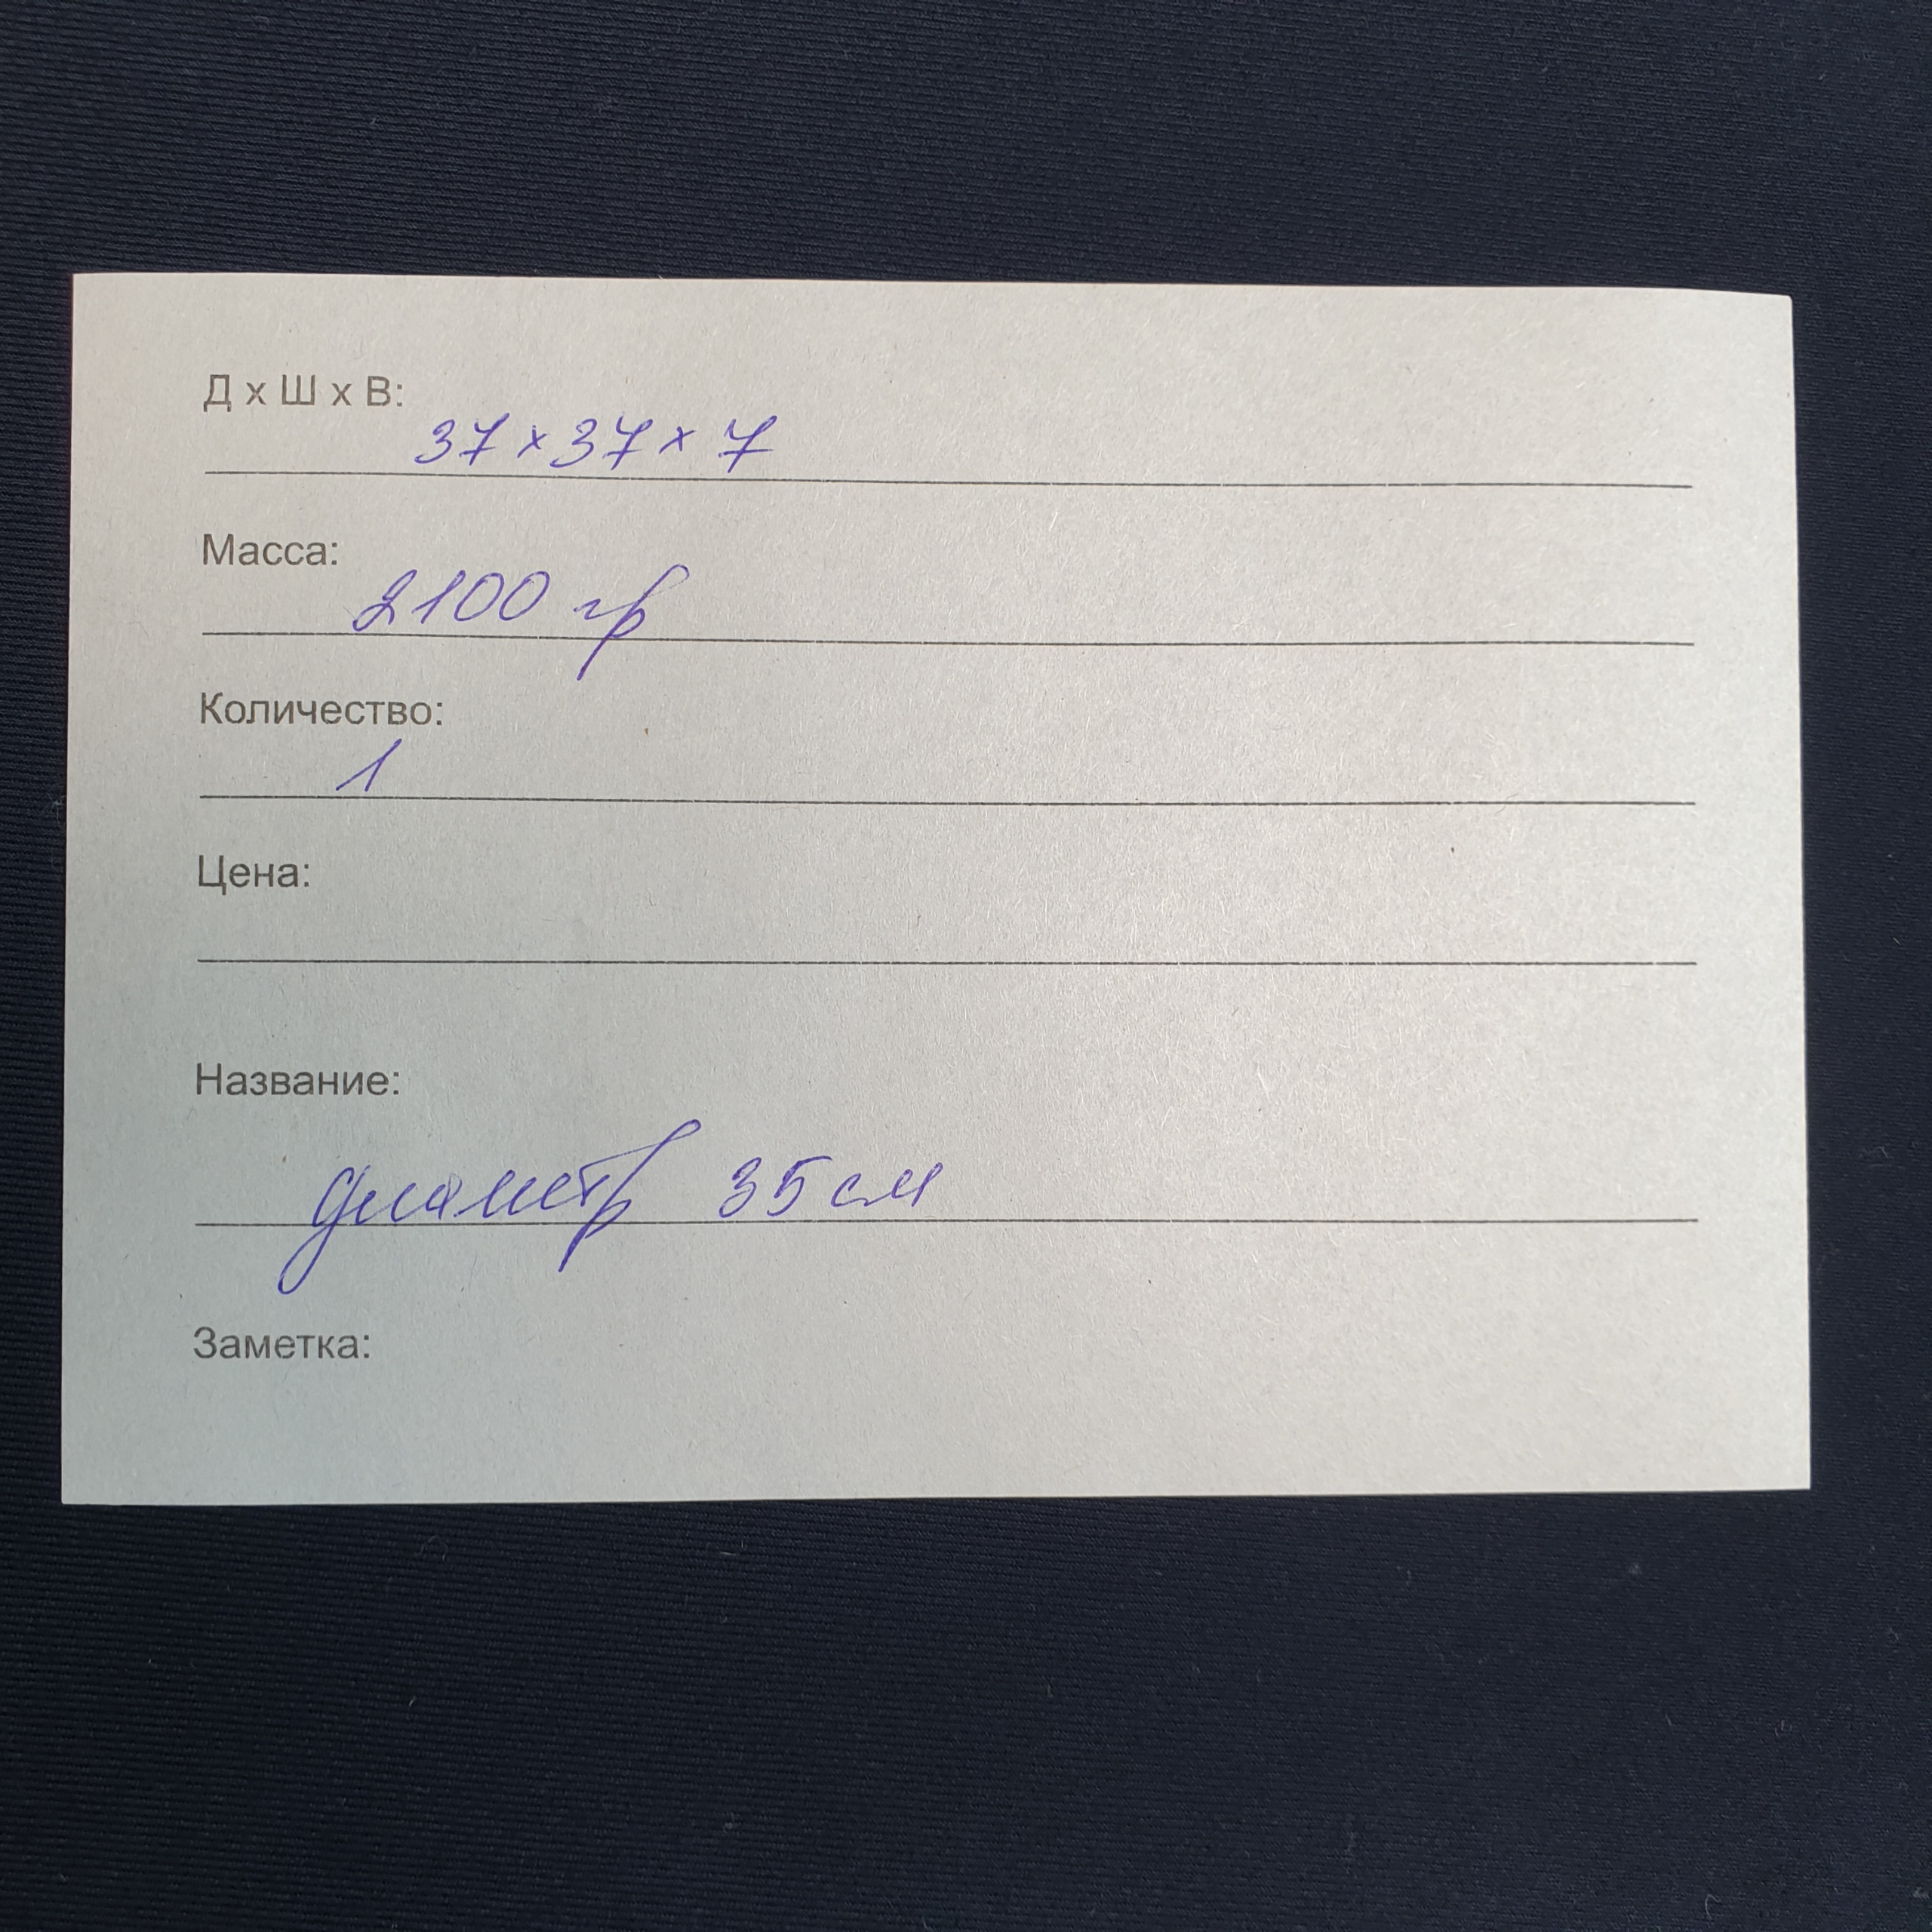 Д х Ш х В:
37 х 37 х 7
Масса:
2100 гр
Количество:
1
Цена:
Название:
диаметр 35 см
Заметка: